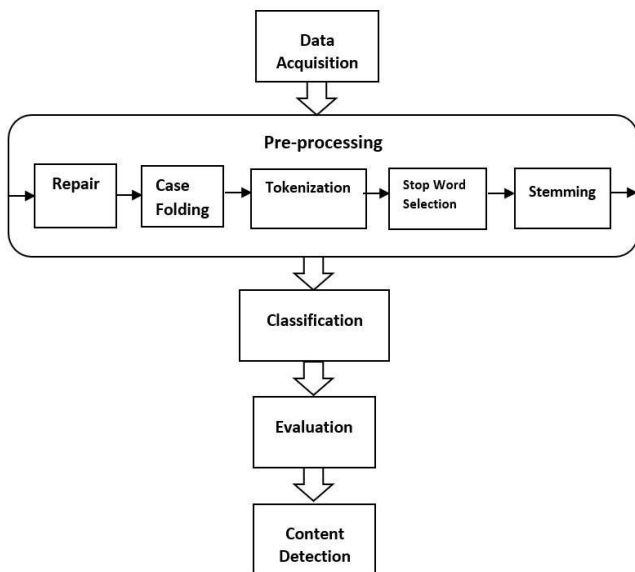 Data
Acquisition
Pre-processing
Repair
Case
Folding
Tokenization
Stop Word
Selection
Stemming
Classification
Evaluation
Content
Detection